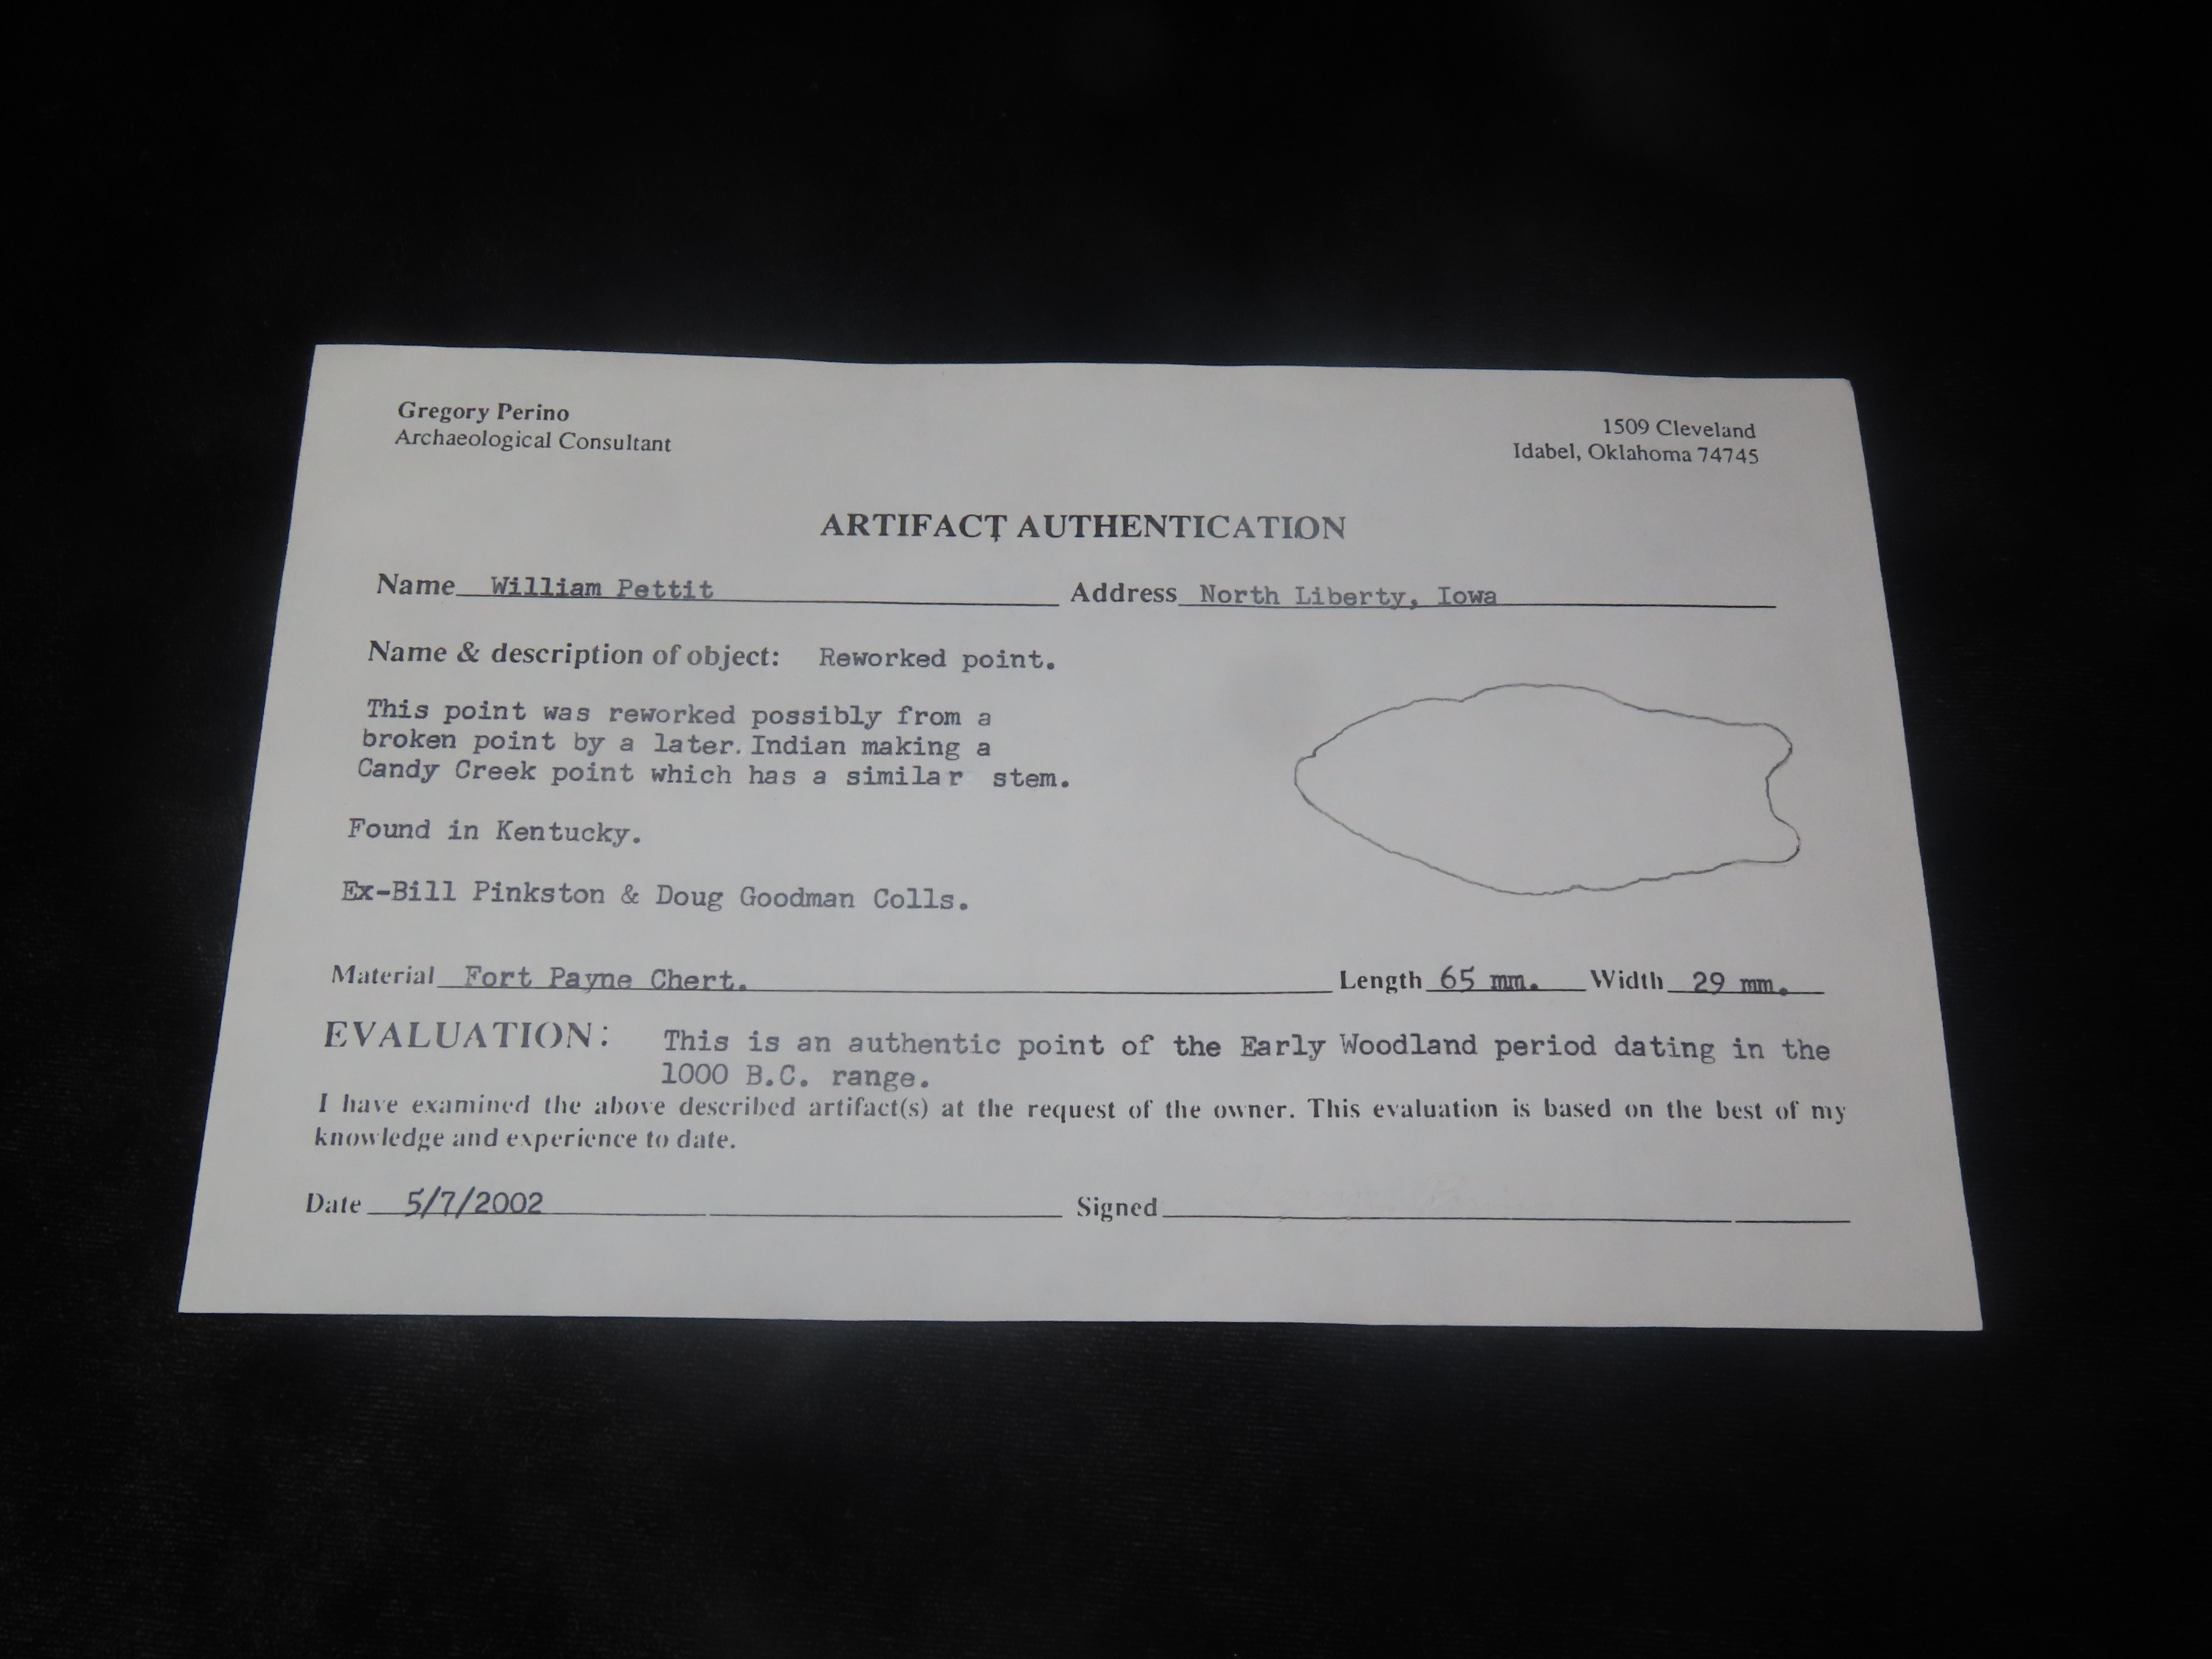 Gregory Perino
Archaeological Consultant
1509 Cleveland
Idabel, Oklahoma 74745
ARTIFACT AUTHENTICATION
Name William Pettit Address North Liberty, Iowa
Name & description of object: Reworked point.
This point was reworked possibly from a
broken point by a later. Indian making a
Candy Creek point which has a similar stem.
Found in Kentucky.
Ex-Bill Pinkston & Doug Goodman Colls.
Material Fort Payne Chert. Length 65 mm. Width 29 mm.
EVALUATION: This is an authentic point of the Early Woodland period dating in the
1000 B.C. range.
I have examined the above described artifact(s) at the request of the owner. This evaluation is based on the best of my
knowledge and experience to date.
Date 5/7/2002 Signed